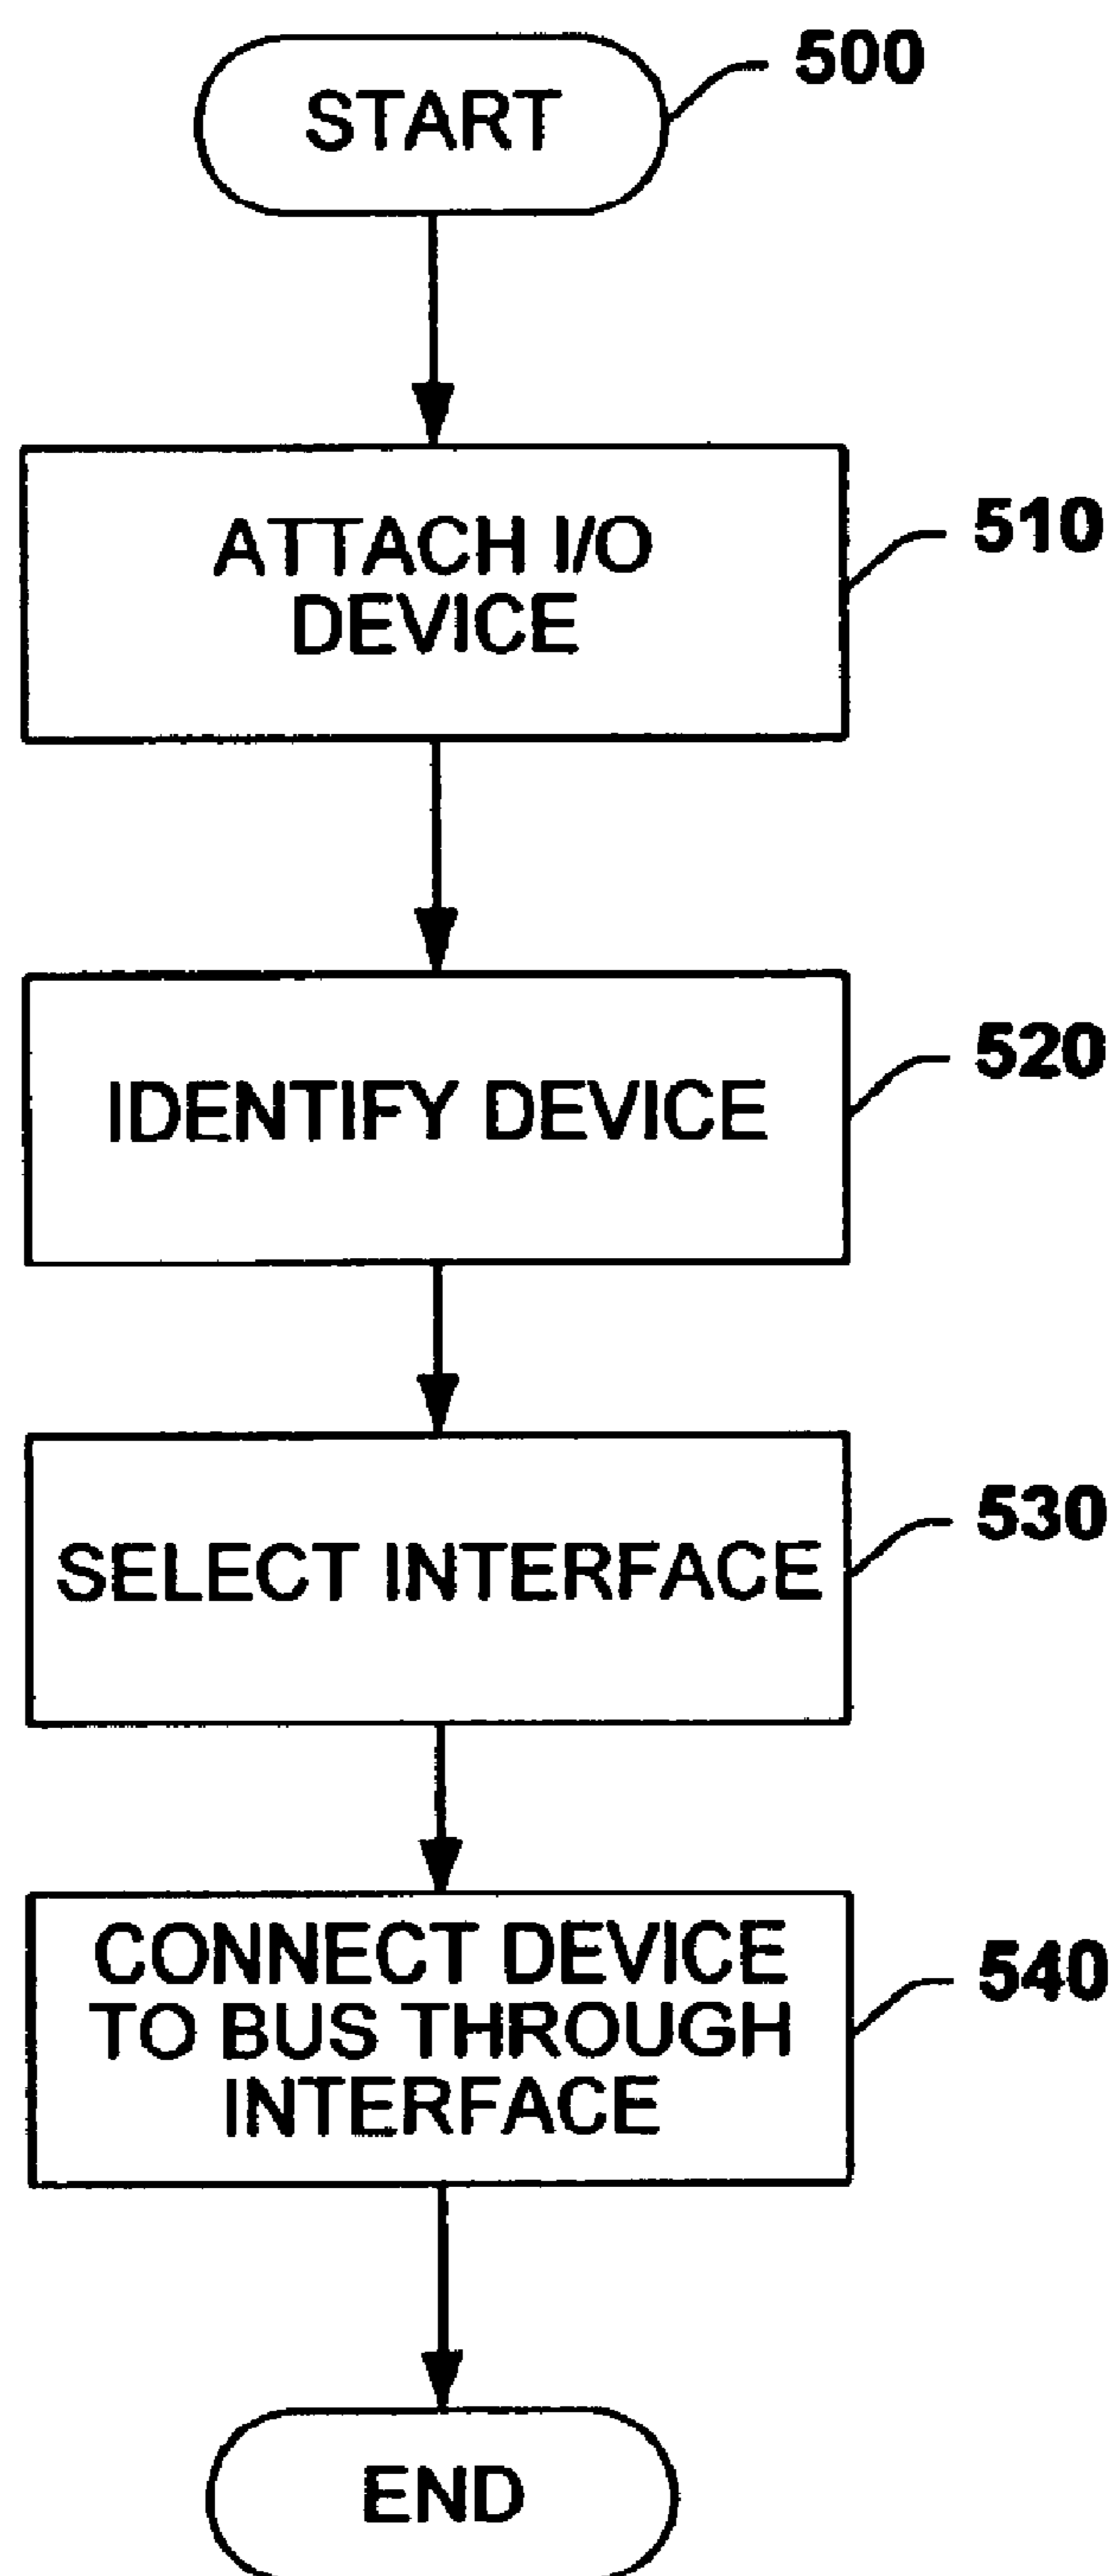 START
500
ATTACH I/O
DEVICE
510
IDENTIFY DEVICE
520
SELECT INTERFACE
530
CONNECT DEVICE
TO BUS THROUGH
INTERFACE
540
END